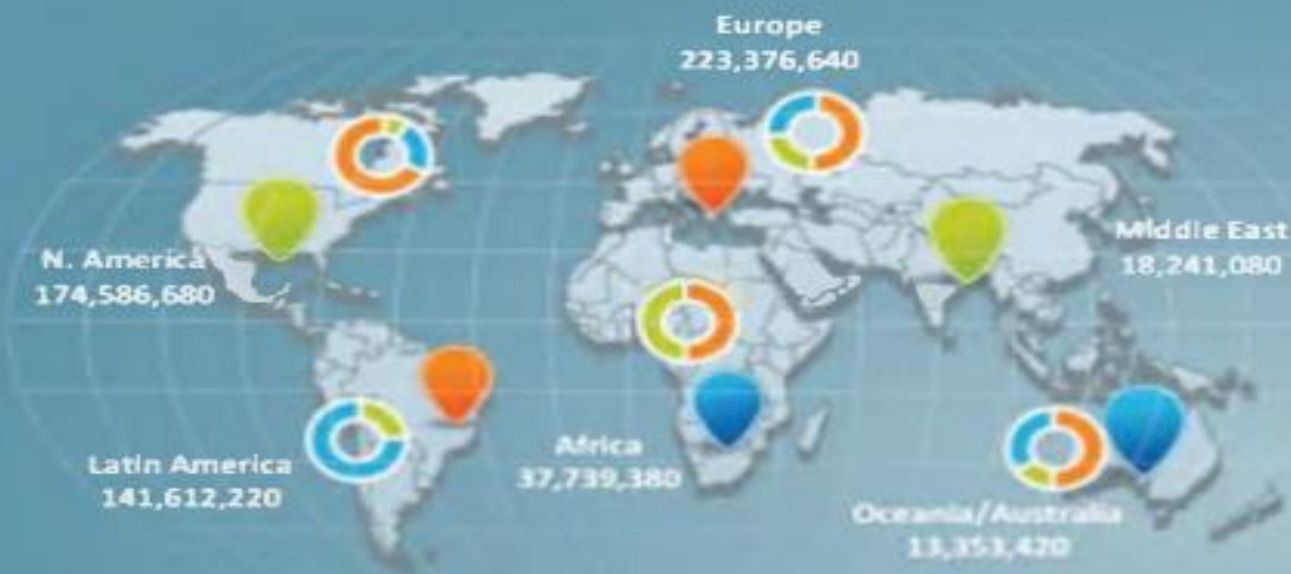 Europe
223,376,640
N. America
174,586,680
Middle East
18,241,080
Latin America
141,612,220
Africa
37,739,380
Oceania/Australia
13,353,420